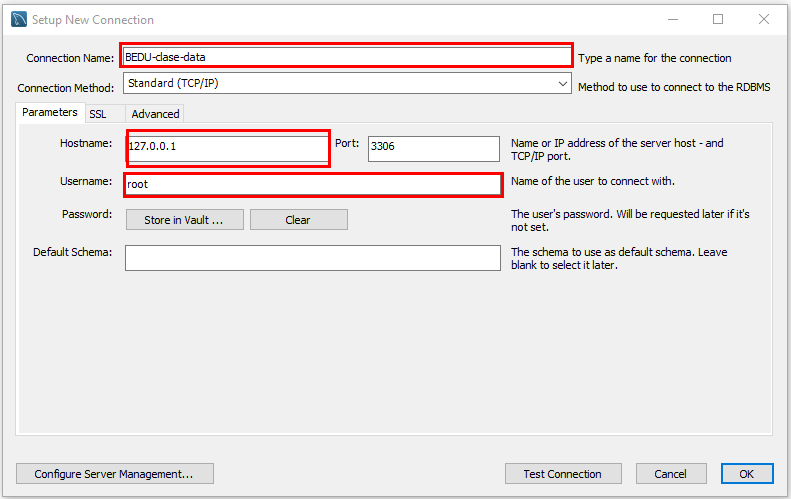 Setup New Connection
Connection Name: BEDU-clase-data Type a name for the connection
Connection Method: Standard (TCP/IP) Method to use to connect to the RDBMS
Parameters SSL Advanced
Hostname: 127.0.0.1 Port: 3306 Name or IP address of the server host - and
TCP/IP port.
Username: root Name of the user to connect with.
Password: Store in Vault ... Clear The user's password. Will be requested later if it's
not set.
Default Schema: The schema to use as default schema. Leave
blank to select it later.
Configure Server Management... Test Connection Cancel OK